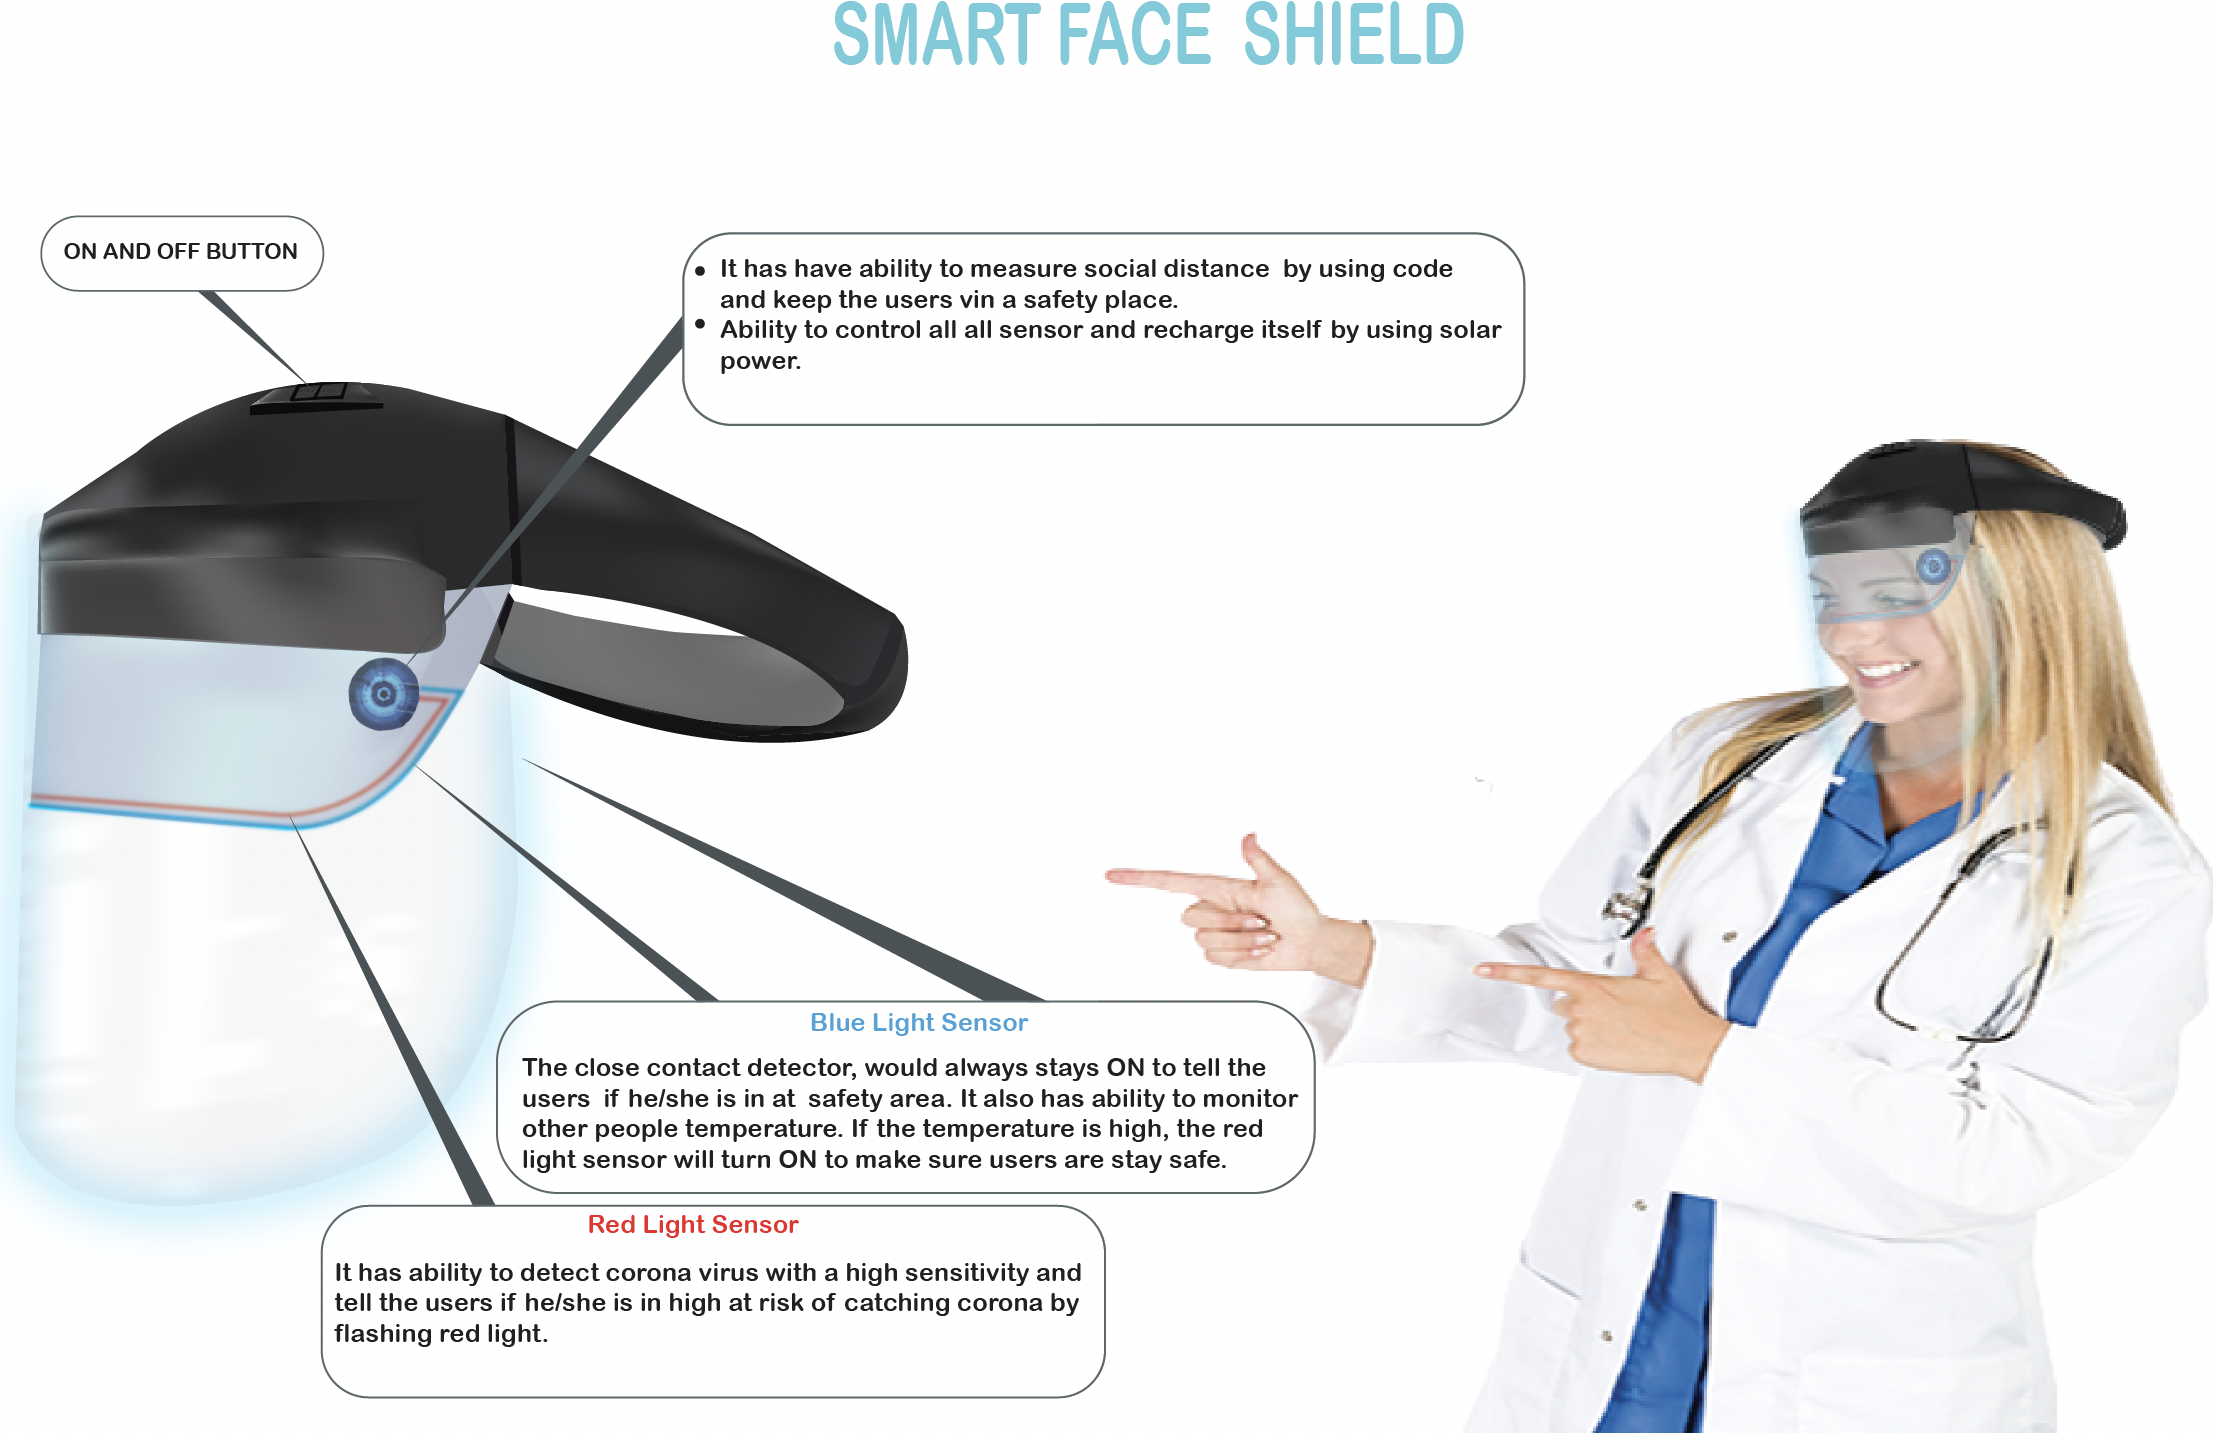 SMART FACE SHIELD
ON AND OFF BUTTON
• It has have ability to measure social distance by using code
and keep the users vin a safety place.
• Ability to control all all sensor and recharge itself by using solar
power.
Blue Light Sensor
The close contact detector, would always stays ON to tell the
users if he/she is in at safety area. It also has ability to monitor
other people temperature. If the temperature is high, the red
light sensor will turn ON to make sure users are stay safe.
Red Light Sensor
It has ability to detect corona virus with a high sensitivity and
tell the users if he/she is in high at risk of catching corona by
flashing red light.